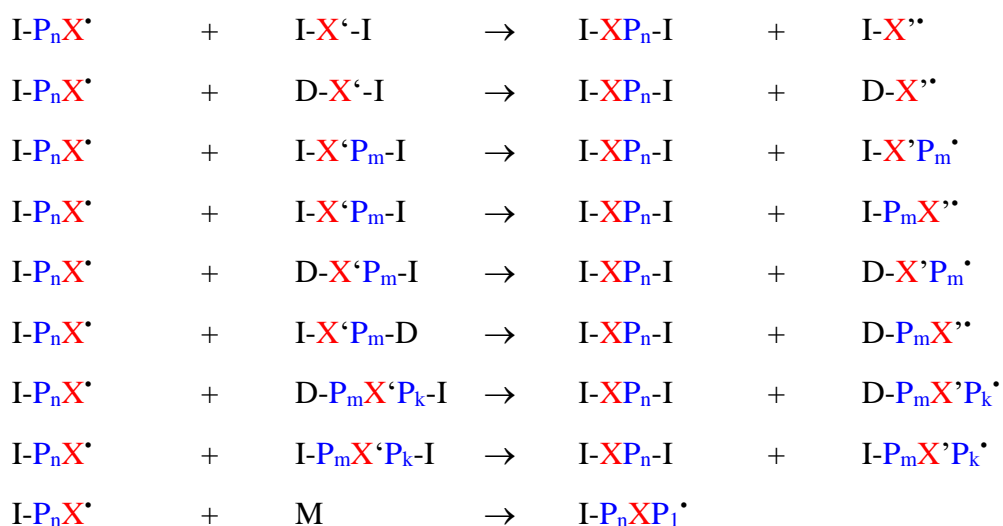 I-PₙX• + I-X‘-I → I-XPₙ-I + I-X’•
I-PₙX• + D-X‘-I → I-XPₙ-I + D-X’•
I-PₙX• + I-X‘Pₘ-I → I-XPₙ-I + I-X’Pₘ•
I-PₙX• + I-X‘Pₘ-I → I-XPₙ-I + I-PₘX’•
I-PₙX• + D-X‘Pₘ-I → I-XPₙ-I + D-X’Pₘ•
I-PₙX• + I-X‘Pₘ-D → I-XPₙ-I + D-PₘX’•
I-PₙX• + D-PₘX‘Pₖ-I → I-XPₙ-I + D-PₘX’Pₖ•
I-PₙX• + I-PₘX‘Pₖ-I → I-XPₙ-I + I-PₘX’Pₖ•
I-PₙX• + M → I-PₙXP₁•